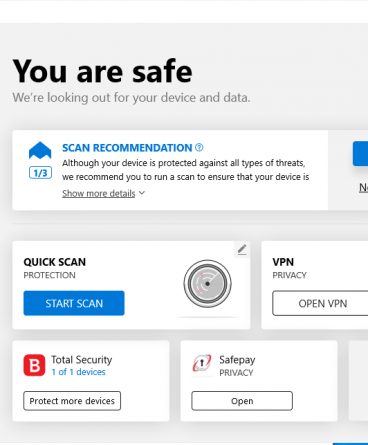 You are safe
We're looking out for your device and data.
SCAN RECOMMENDATION
Although your device is protected against all types of threats,
we recommend you to run a scan to ensure that your device is
1/3
Show more details
QUICK SCAN
PROTECTION
START SCAN
VPN
PRIVACY
OPEN VPN
B Total Security
1 of 1 devices
Protect more devices
Safepay
PRIVACY
Open